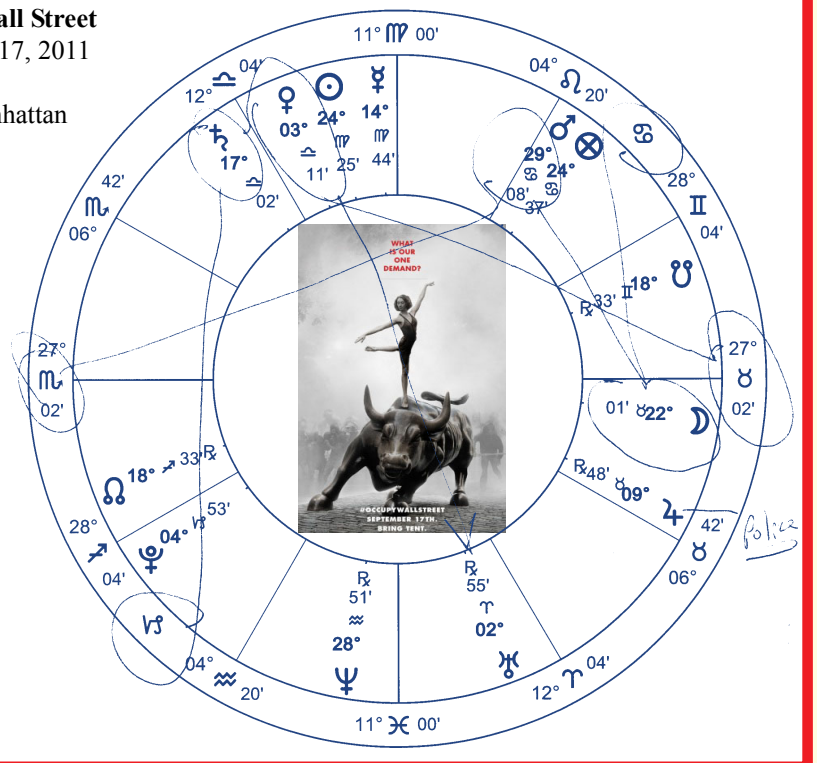 all Street
17, 2011
nhattan
11° ♍ 00'
04° ♌ 20'
♋
28° ♊ 04'
27° ♉ 02'
42' ♉ 06°
12° ♈ 04'
11° ♓ 00'
04° ♒ 20'
♑
28° ♐ 04'
27° ♏ 02'
42' ♏ 06°
12° ♎ 04'
♄ 17° ♎ 02'
♀ 03° ♎ 11'
☉ 24° ♍ 25'
☿ 14° ♍ 44'
♂ 29° ♋ 08'
⊗ 24° ♋ 37'
☋ 18° ♊ 33' ℞
☽ 22° ♉ 01'
♃ 09° ♉ 48' ℞
Police
♅ 02° ♈ 55' ℞
♆ 28° ♒ 51' ℞
♇ 04° ♑ 53'
☊ 18° ♐ 33' ℞
WHAT
IS OUR
ONE
DEMAND?
#OCCUPYWALLSTREET
SEPTEMBER 17TH.
BRING TENT.